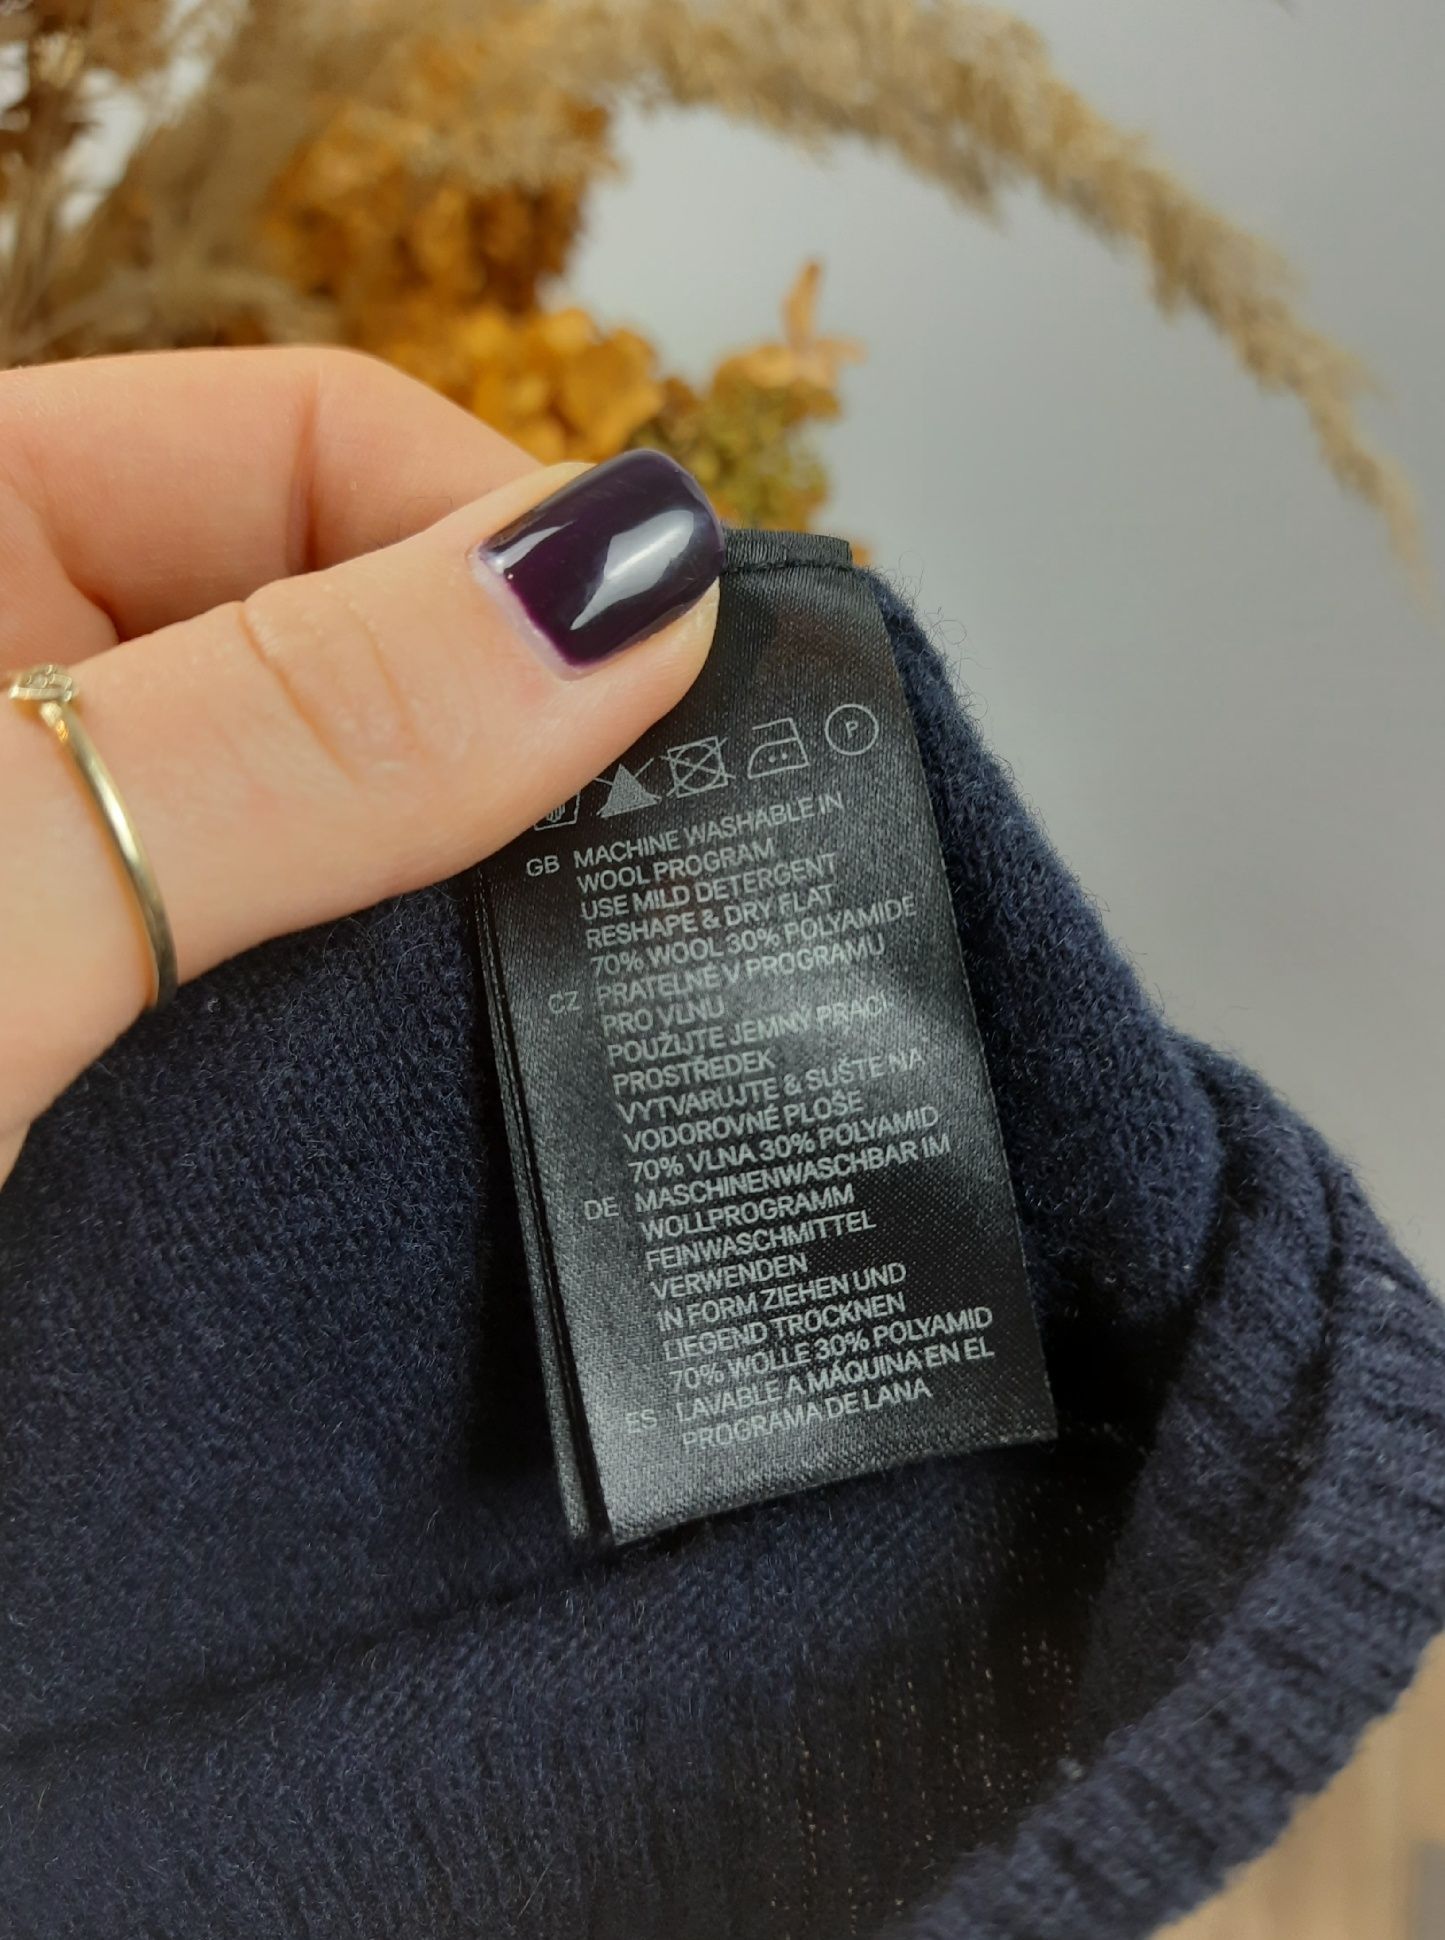 P
GB MACHINE WASHABLE IN
WOOL PROGRAM
USE MILD DETERGENT
RESHAPE & DRY FLAT
70% WOOL 30% POLYAMIDE
CZ PRATELNÉ V PROGRAMU
PRO VLNU
POUŽIJTE JEMNÝ PRACÍ
PROSTŘEDEK
VYTVARUJTE & SUŠTE NA
VODOROVNÉ PLOŠE
70% VLNA 30% POLYAMID
DE MASCHINENWASCHBAR IM
WOLLPROGRAMM
FEINWASCHMITTEL
VERWENDEN
IN FORM ZIEHEN UND
LIEGEND TROCKNEN
70% WOLLE 30% POLYAMID
ES LAVABLE A MÁQUINA EN EL
PROGRAMA DE LANA